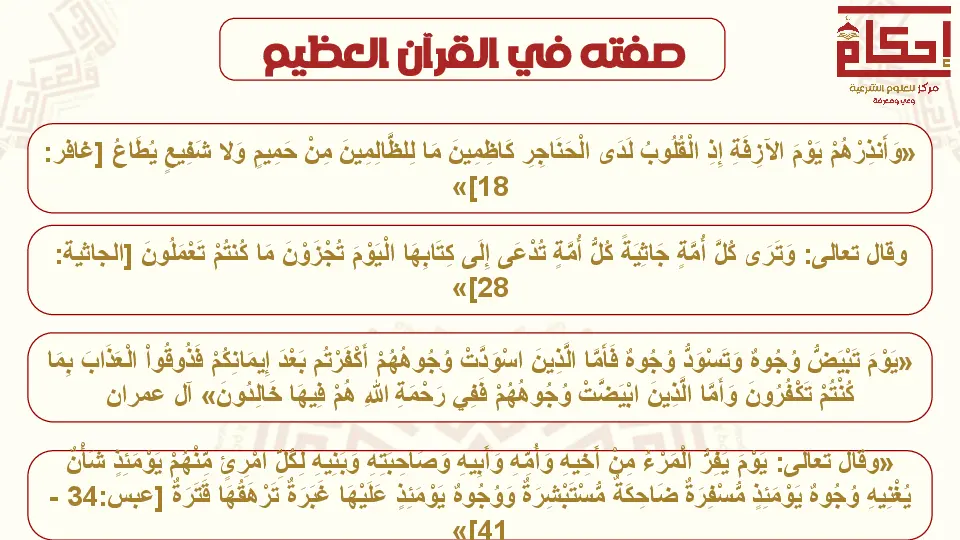 إحكام
مركز للعلوم الشرعية
وعي ومعرفة
صفته في القرآن العظيم
«وَأَنذِرْهُمْ يَوْمَ الآزِفَةِ إِذِ الْقُلُوبُ لَدَى الْحَنَاجِرِ كَاظِمِينَ مَا لِلظَّالِمِينَ مِنْ حَمِيمٍ وَلا شَفِيعٍ يُطَاعُ [غافر:
18]»
وقال تعالى: وَتَرَى كُلَّ أُمَّةٍ جَاثِيَةً كُلُّ أُمَّةٍ تُدْعَى إِلَى كِتَابِهَا الْيَوْمَ تُجْزَوْنَ مَا كُنتُمْ تَعْمَلُونَ [الجاثية:
28]»
«يَوْمَ تَبْيَضُّ وُجُوهٌ وَتَسْوَدُّ وُجُوهٌ فَأَمَّا الَّذِينَ اسْوَدَّتْ وُجُوهُهُمْ أَكْفَرْتُم بَعْدَ إِيمَانِكُمْ فَذُوقُواْ الْعَذَابَ بِمَا
كُنْتُمْ تَكْفُرُونَ وَأَمَّا الَّذِينَ ابْيَضَّتْ وُجُوهُهُمْ فَفِي رَحْمَةِ اللهِ هُمْ فِيهَا خَالِدُونَ» آل عمران
«وقال تعالى: يَوْمَ يَفِرُّ الْمَرْءُ مِنْ أَخِيهِ وَأُمِّهِ وَأَبِيهِ وَصَاحِبَتِهِ وَبَنِيهِ لِكُلِّ امْرِئٍ مِّنْهُمْ يَوْمَئِذٍ شَأْنٌ
يُغْنِيهِ وُجُوهٌ يَوْمَئِذٍ مُّسْفِرَةٌ ضَاحِكَةٌ مُّسْتَبْشِرَةٌ وَوُجُوهٌ يَوْمَئِذٍ عَلَيْهَا غَبَرَةٌ تَرْهَقُهَا قَتَرَةٌ [عبس:34 -
41]»